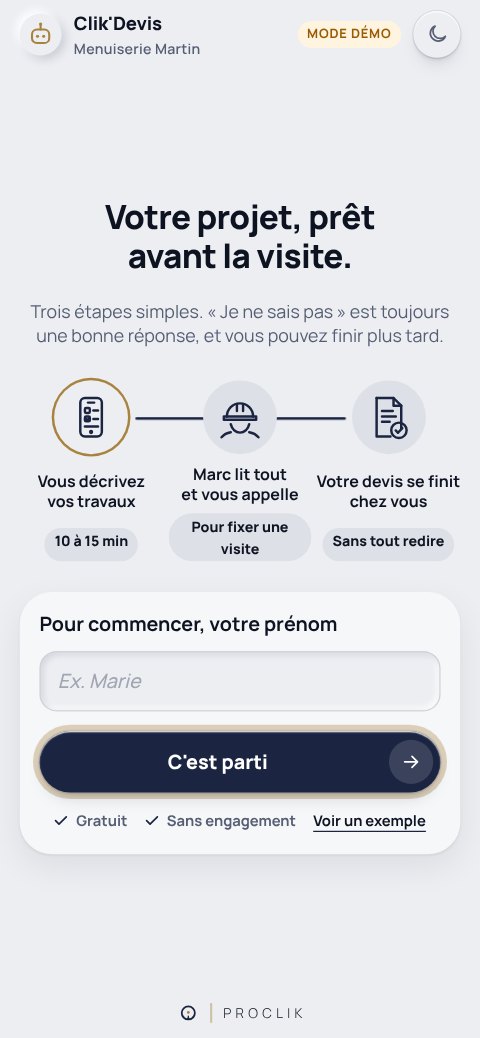 Clik'Devis
Menuiserie Martin
MODE DÉMO
Votre projet, prêt
avant la visite.
Trois étapes simples. « Je ne sais pas » est toujours
une bonne réponse, et vous pouvez finir plus tard.
Vous décrivez
vos travaux
10 à 15 min
Marc lit tout
et vous appelle
Pour fixer une
visite
Votre devis se finit
chez vous
Sans tout redire
Pour commencer, votre prénom
Ex. Marie
C'est parti
Gratuit
Sans engagement
Voir un exemple
PROCLIK